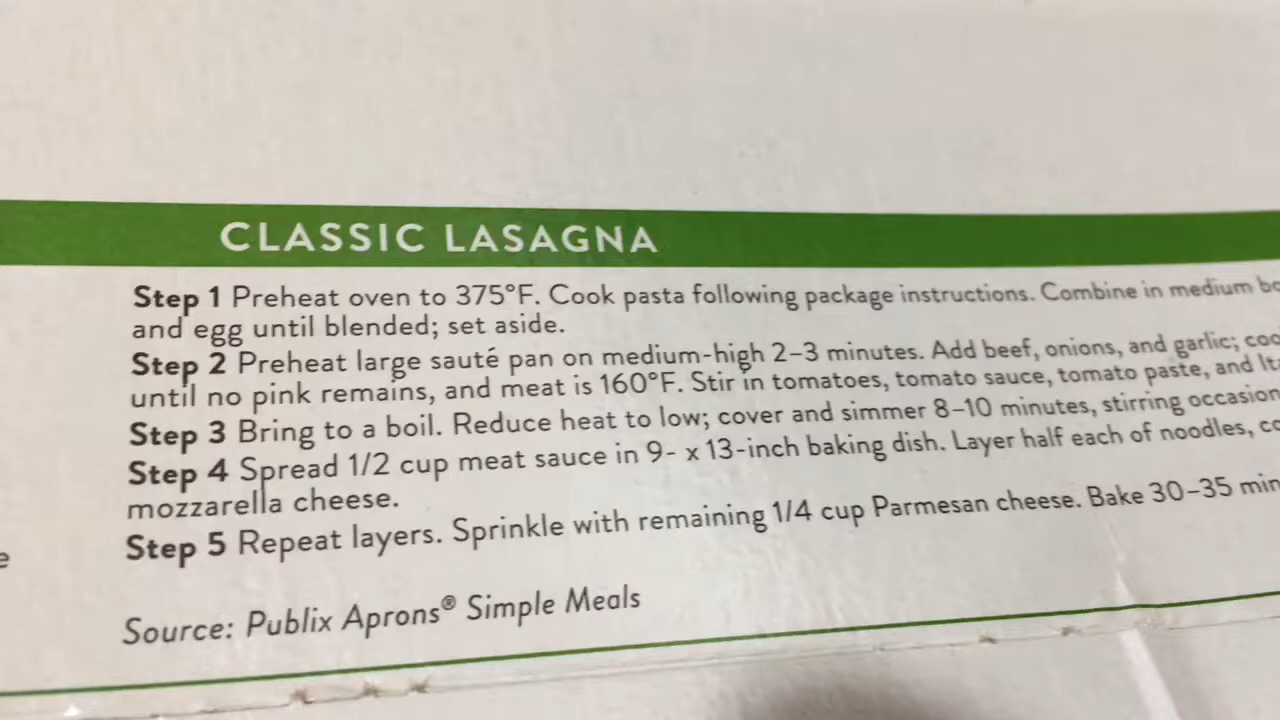 CLASSIC LASAGNA
Step 1 Preheat oven to 375°F. Cook pasta following package instructions. Combine in medium
and egg until blended; set aside.
Step 2 Preheat large sauté pan on medium-high 2–3 minutes. Add beef, onions, and garlic;
until no pink remains, and meat is 160°F. Stir in tomatoes, tomato sauce, tomato paste, and
Step 3 Bring to a boil. Reduce heat to low; cover and simmer 8–10 minutes, stirring
Step 4 Spread 1/2 cup meat sauce in 9- x 13-inch baking dish. Layer half each of noodles,
mozzarella cheese.
Step 5 Repeat layers. Sprinkle with remaining 1/4 cup Parmesan cheese. Bake 30–35
Source: Publix Aprons® Simple Meals